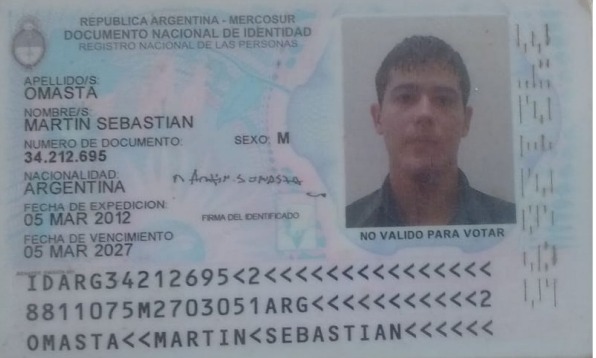 REPUBLICA ARGENTINA - MERCOSUR
DOCUMENTO NACIONAL DE IDENTIDAD
REGISTRO NACIONAL DE LAS PERSONAS
APELLIDO/S:
OMASTA
NOMBRE/S:
MARTIN SEBASTIAN
NUMERO DE DOCUMENTO:
34.212.695
SEXO: M
NACIONALIDAD:
ARGENTINA
FECHA DE EXPEDICION:
05 MAR 2012
FIRMA DEL IDENTIFICADO
FECHA DE VENCIMIENTO
05 MAR 2027
NO VALIDO PARA VOTAR
IDARG34212695<2<<<<<<<<<<<<<<<
8811075M2703051ARG<<<<<<<<<<<2
OMASTA<<MARTIN<SEBASTIAN<<<<<<